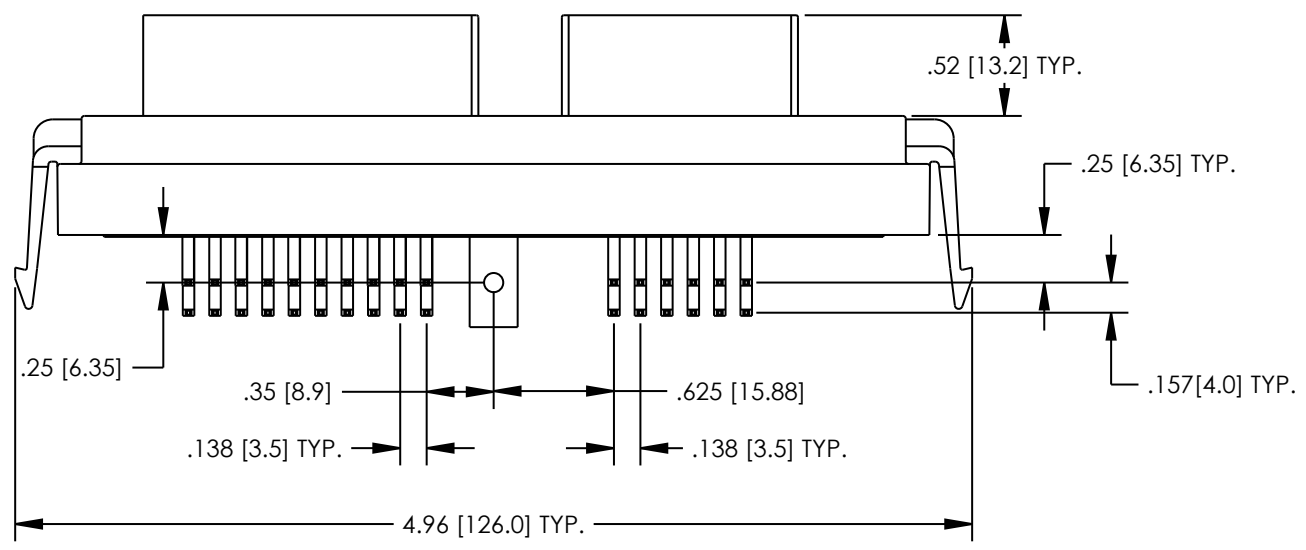 .52 [13.2] TYP.
.25 [6.35] TYP.
.25 [6.35]
.35 [8.9]
.625 [15.88]
.157[4.0] TYP.
.138 [3.5] TYP.
.138 [3.5] TYP.
4.96 [126.0] TYP.